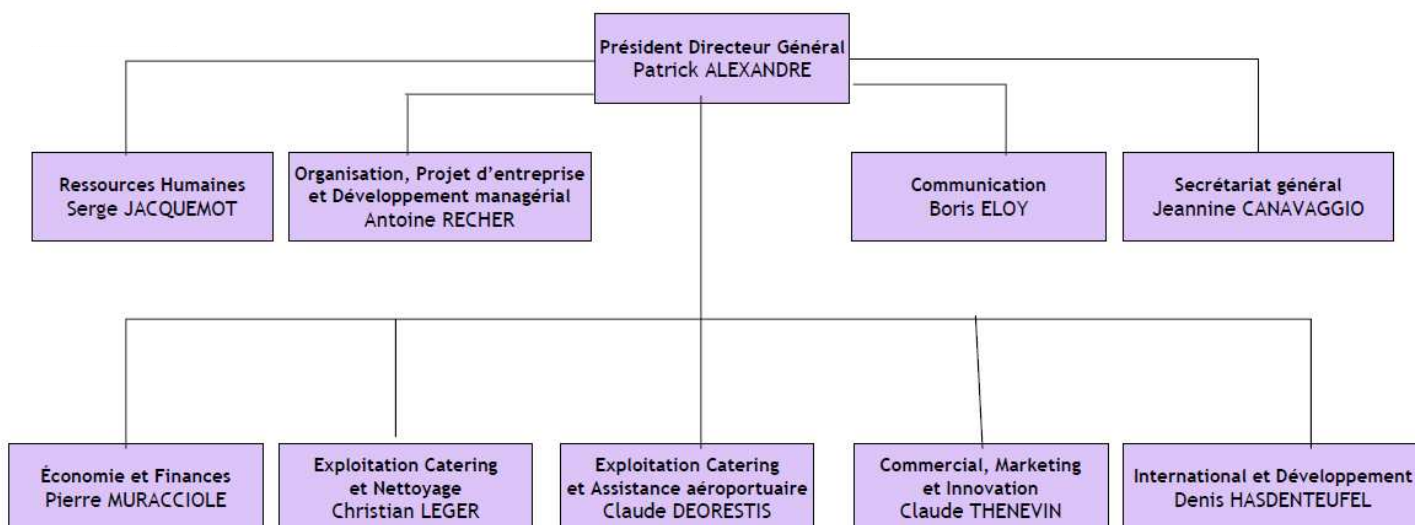 Président Directeur Général
Patrick ALEXANDRE
Ressources Humaines
Serge JACQUEMOT
Organisation, Projet d'entreprise
et Développement managérial
Antoine RECHER
Communication
Boris ELOY
Secrétariat général
Jeannine CANAVAGGIO
Économie et Finances
Pierre MURACCIOLE
Exploitation Catering
et Nettoyage
Christian LEGER
Exploitation Catering
et Assistance aéroportuaire
Claude DEORESTIS
Commercial, Marketing
et Innovation
Claude THENEVIN
International et Développement
Denis HASDENTEUFEL